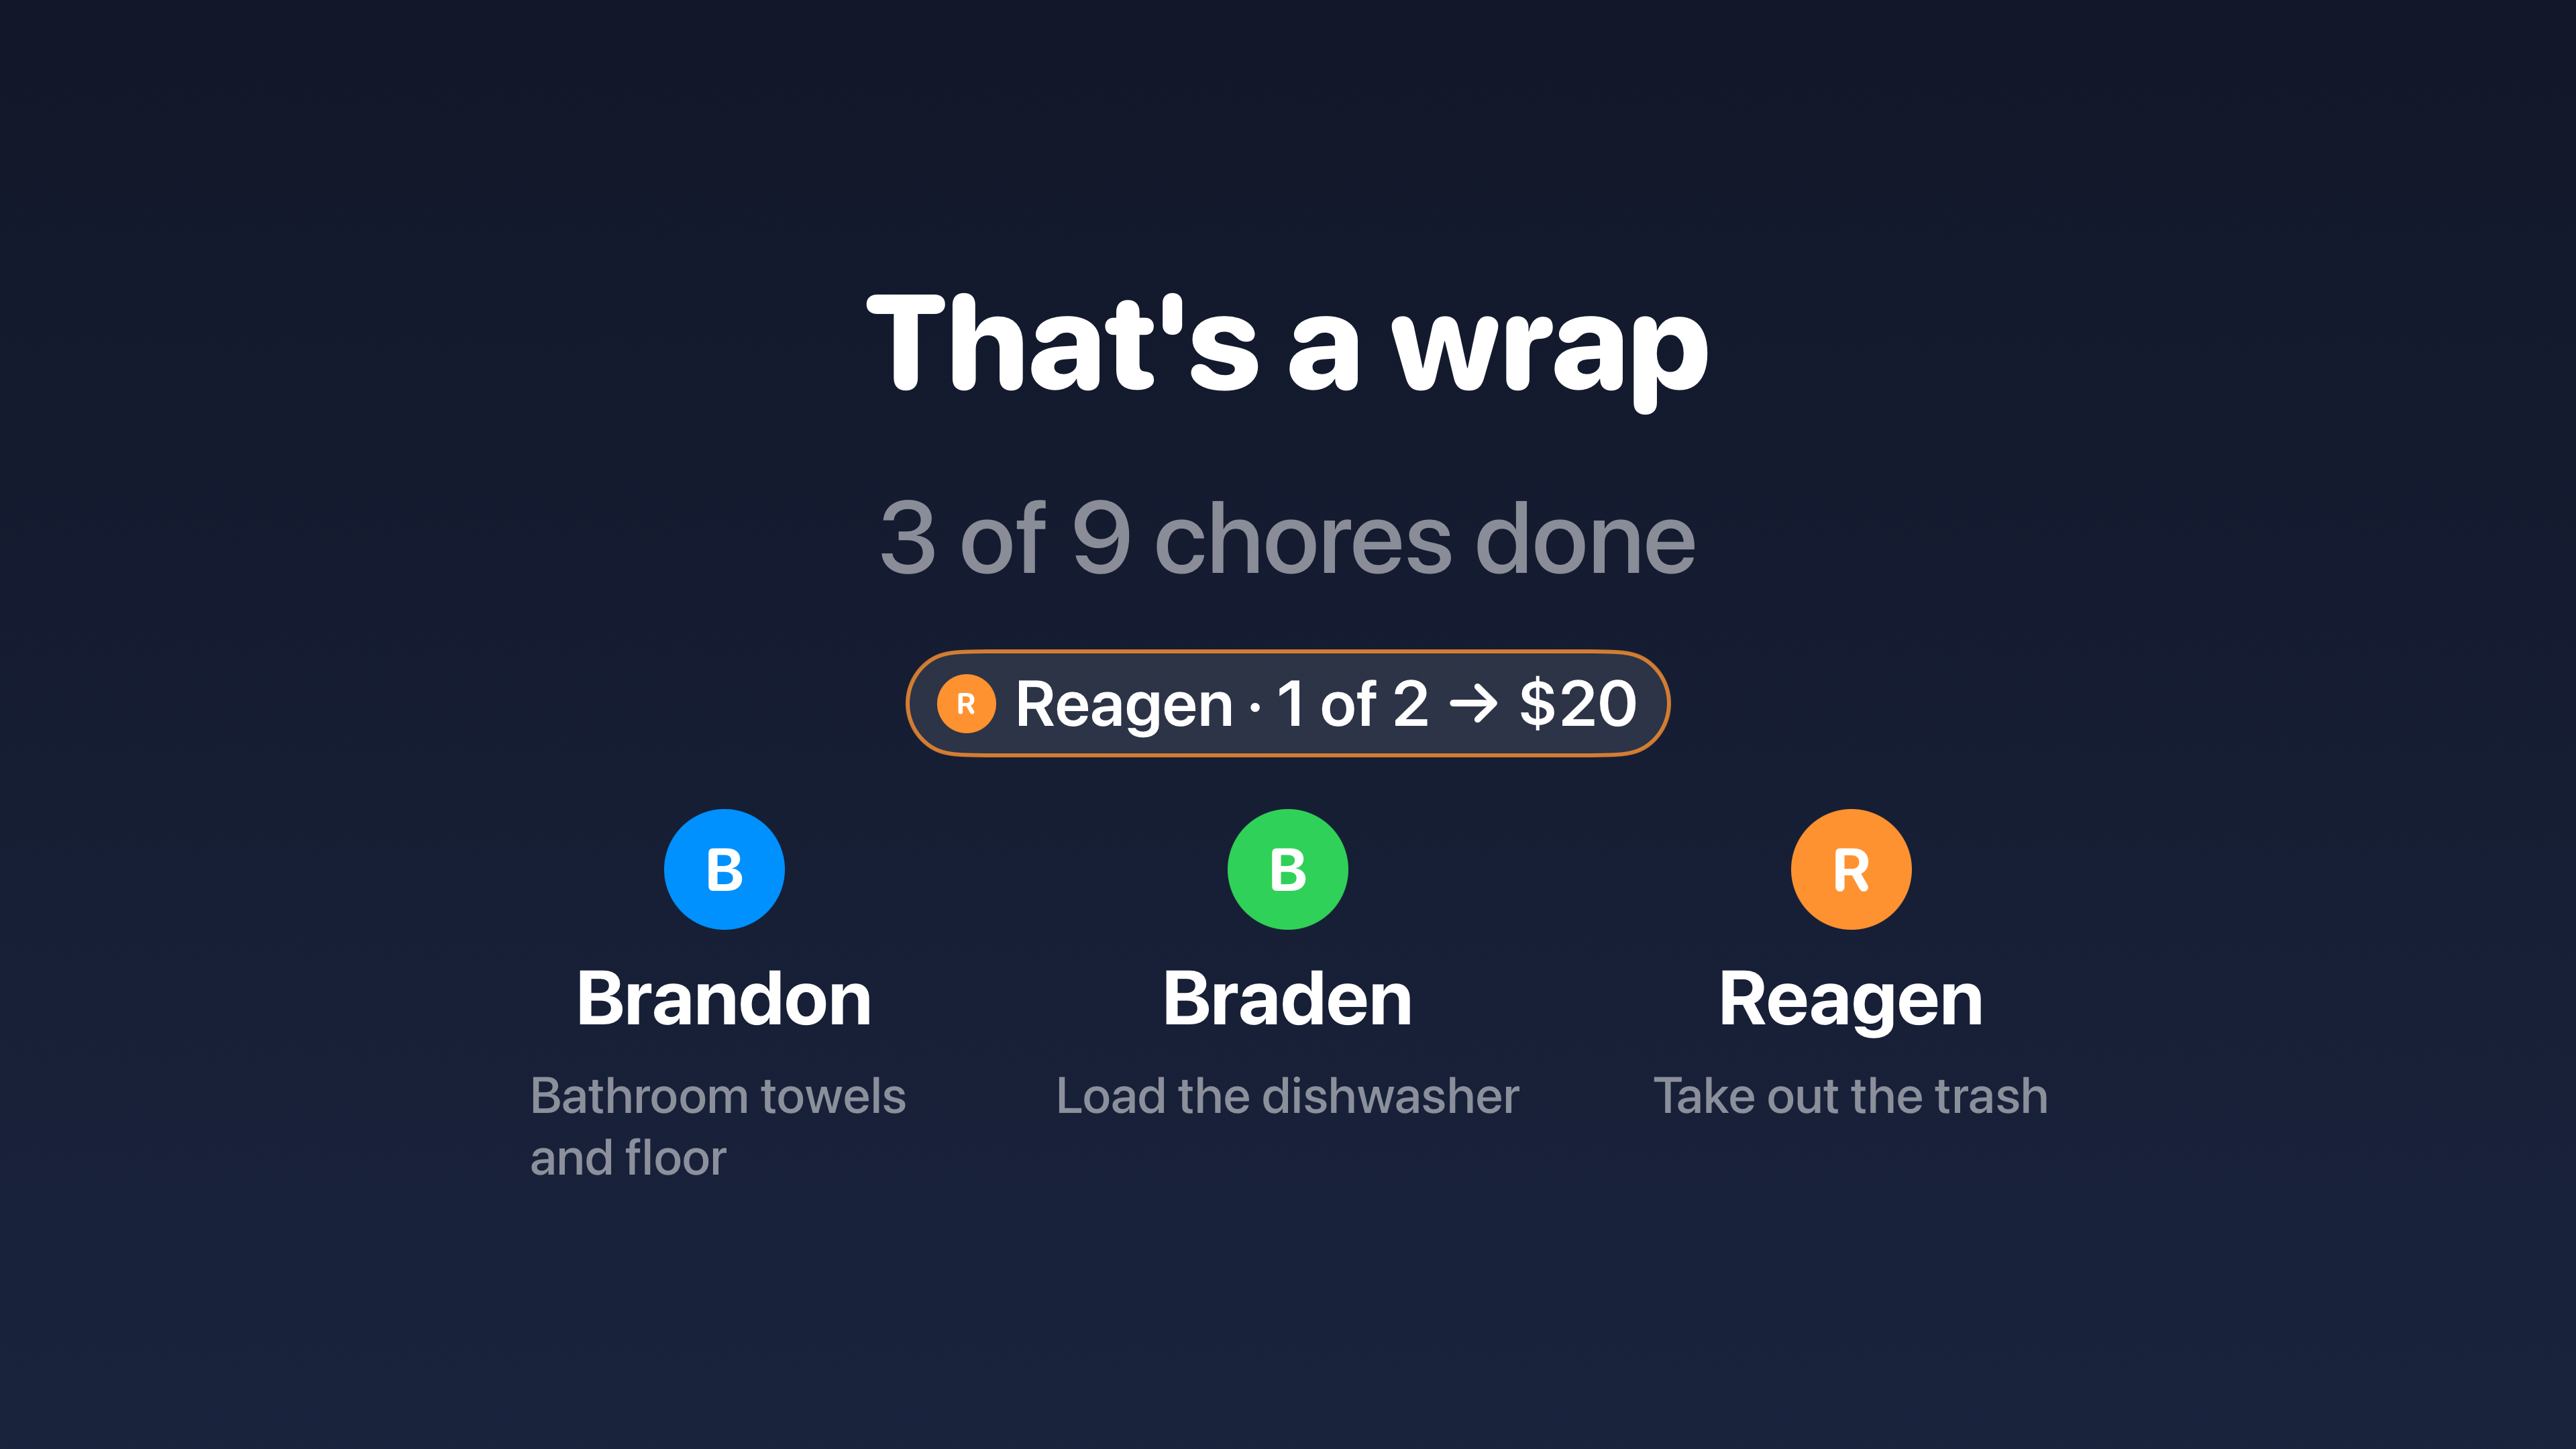 That's a wrap
3 of 9 chores done
R Reagen · 1 of 2 → $20
B
B
R
Brandon
Braden
Reagen
Bathroom towels
and floor
Load the dishwasher
Take out the trash